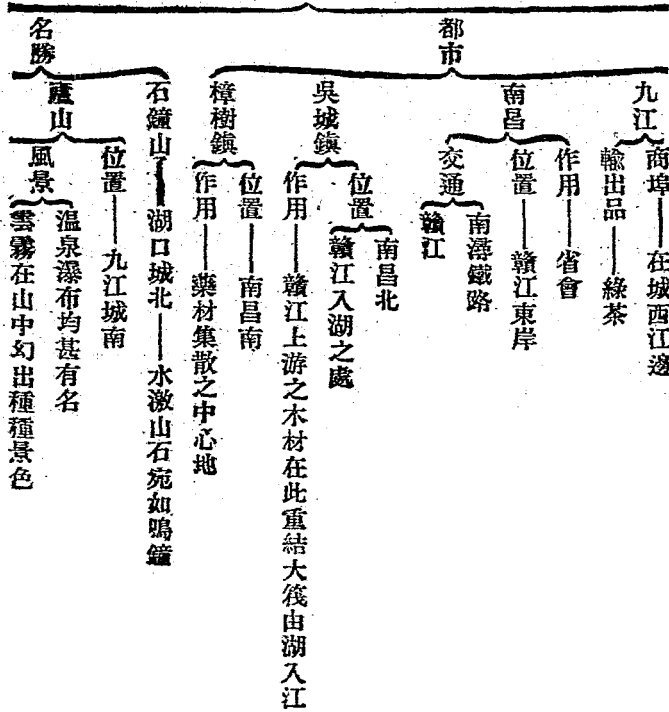 都市
九江
商埠
在城西江邊
輸出品
綠茶
南昌
作用
省會
位置
贛江東岸
交通
南潯鐵路
贛江
吳城鎮
位置
南昌北
贛江入湖之處
作用
贛江上游之木材在此重結大筏由湖入江
樟樹鎮
位置
南昌南
作用
藥材集散之中心地
名勝
石鐘山
湖口城北
水激山石宛如鳴鐘
廬山
位置
九江城南
風景
温泉瀑布均甚有名
雲霧在山中幻出種種景色